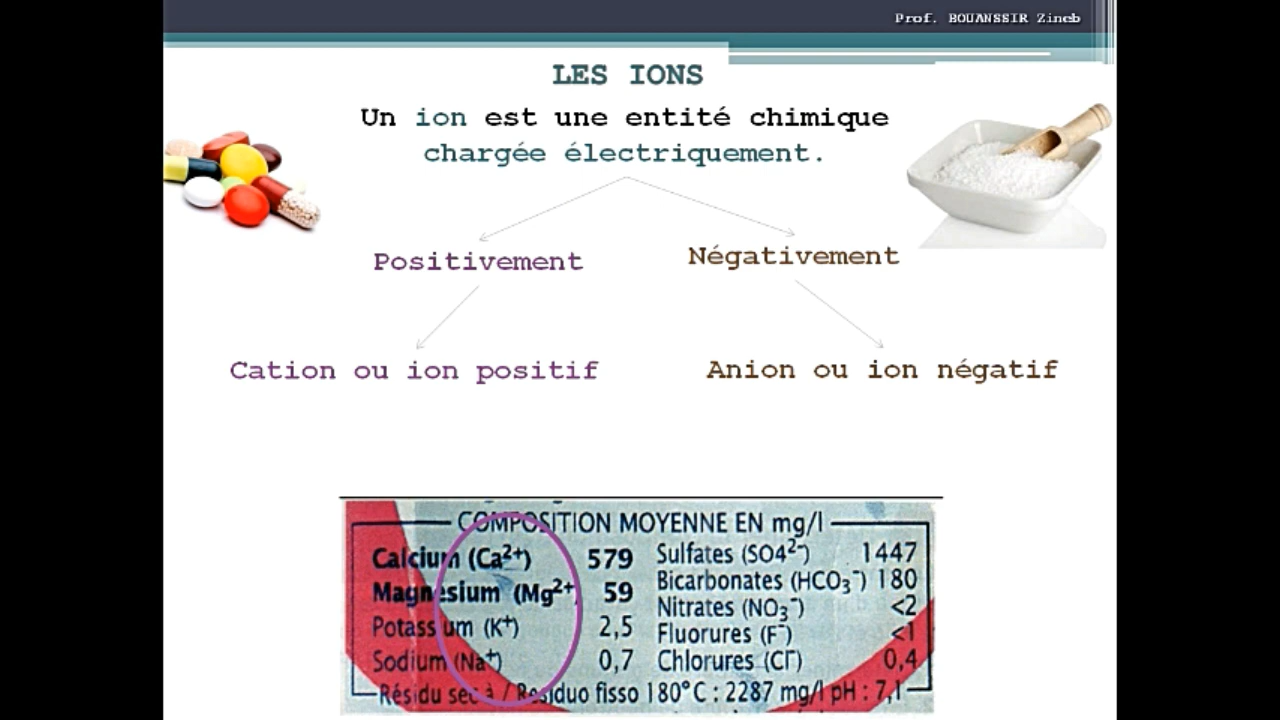 Prof. BOUANSSIR Zineb
LES IONS
Un ion est une entité chimique
chargée électriquement.
Positivement
Négativement
Cation ou ion positif
Anion ou ion négatif
COMPOSITION MOYENNE EN mg/l
Calcium (Ca²⁺) 579
Magnésium (Mg²⁺ 59
Potassium (K⁺) 2,5
Sodium (Na⁺) 0,7
Sulfates (SO4²⁻) 1447
Bicarbonates (HCO₃⁻) 180
Nitrates (NO₃⁻) <2
Fluorures (F⁻) <1
Chlorures (Cl⁻) 0,4
Résidu sec à / Residuo fisso 180°C : 2287 mg/l pH : 7,1